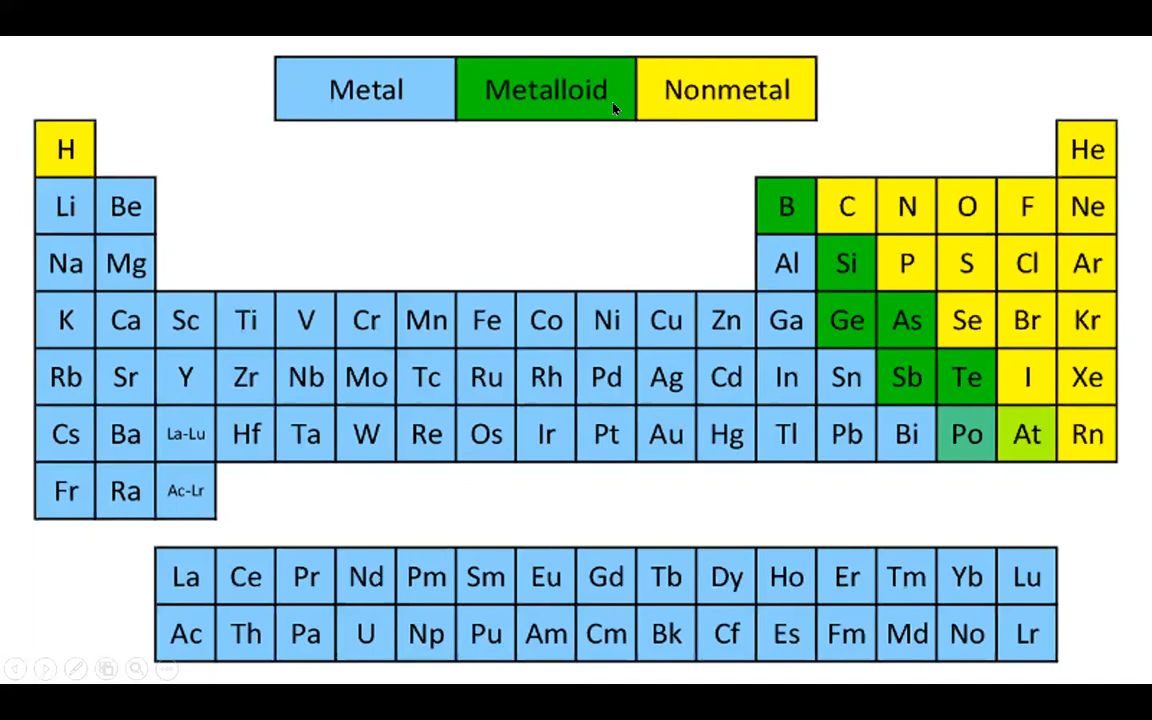 Metal Metalloid Nonmetal
H He
Li Be B C N O F Ne
Na Mg Al Si P S Cl Ar
K Ca Sc Ti V Cr Mn Fe Co Ni Cu Zn Ga Ge As Se Br Kr
Rb Sr Y Zr Nb Mo Tc Ru Rh Pd Ag Cd In Sn Sb Te I Xe
Cs Ba La-Lu Hf Ta W Re Os Ir Pt Au Hg Tl Pb Bi Po At Rn
Fr Ra Ac-Lr
La Ce Pr Nd Pm Sm Eu Gd Tb Dy Ho Er Tm Yb Lu
Ac Th Pa U Np Pu Am Cm Bk Cf Es Fm Md No Lr